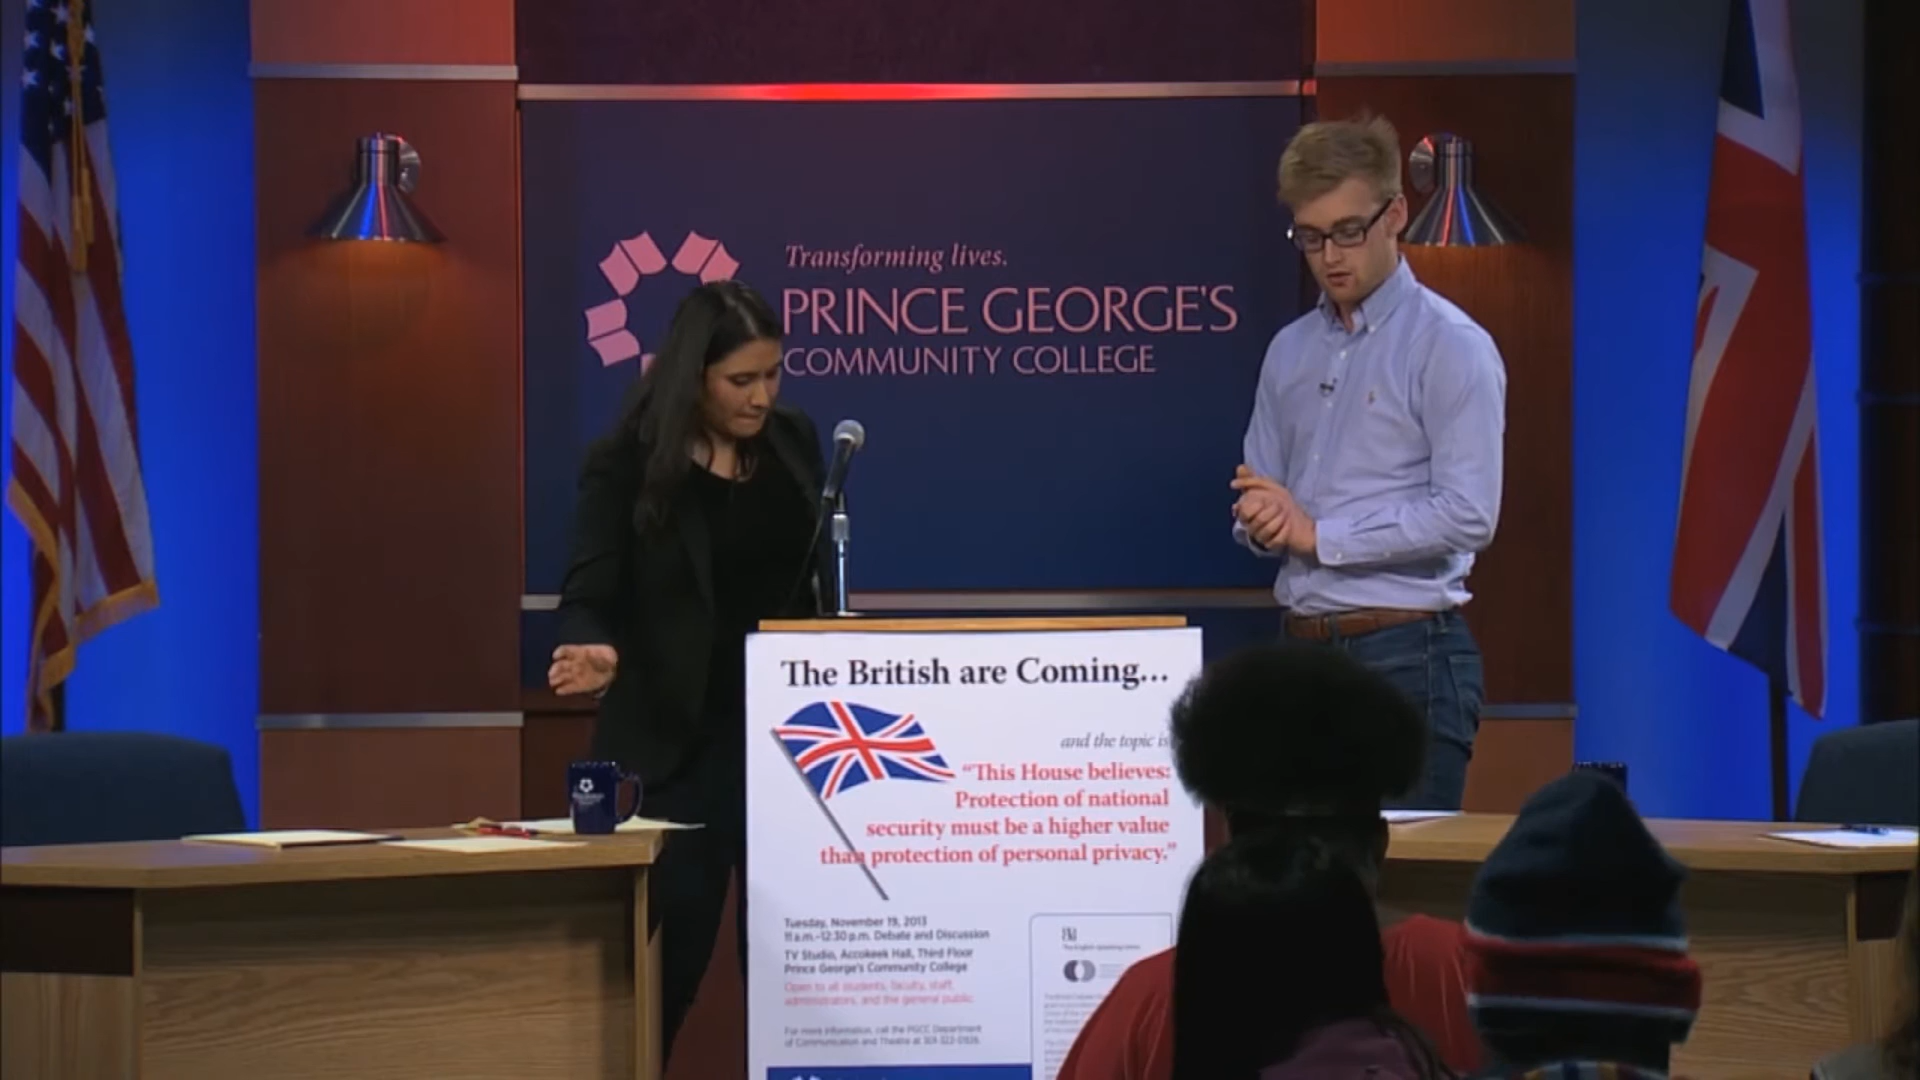 Transforming lives.
PRINCE GEORGE'S
COMMUNITY COLLEGE
The British are Coming...
and the topic is
"This House believes:
Protection of national
security must be a higher value
than protection of personal privacy."
Tuesday, November 19, 2013
11 a.m.–12:30 p.m. Debate and Discussion
TV Studio, Accokeek Hall, Third Floor
Prince George's Community College
Open to all students, faculty, staff,
administrators, and the general public.
For more information, call the PGCC Department
of Communication and Theatre at